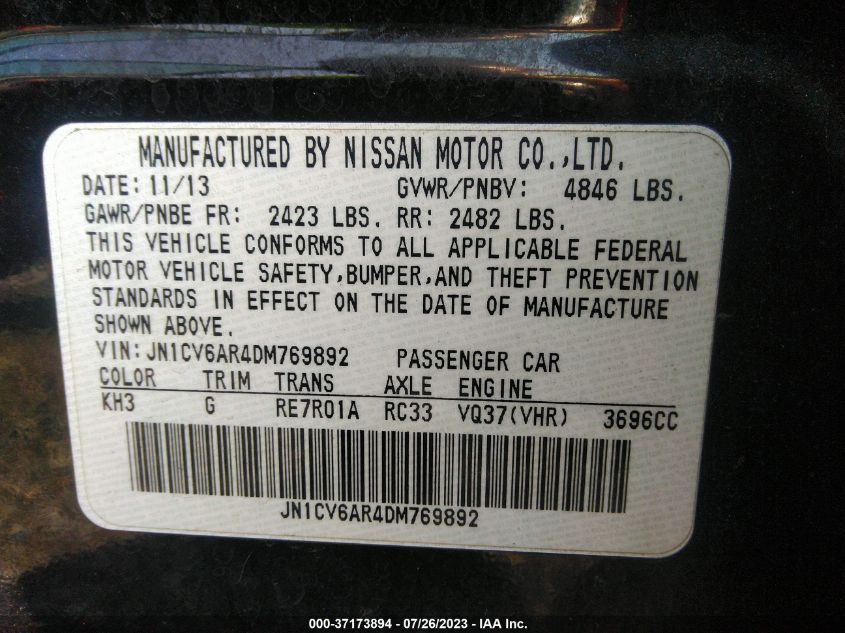 MANUFACTURED BY NISSAN MOTOR CO.,LTD.
DATE: 11/13 GVWR/PNBV: 4846 LBS.
GAWR/PNBE FR: 2423 LBS. RR: 2482 LBS.
THIS VEHICLE CONFORMS TO ALL APPLICABLE FEDERAL
MOTOR VEHICLE SAFETY,BUMPER,AND THEFT PREVENTION
STANDARDS IN EFFECT ON THE DATE OF MANUFACTURE
SHOWN ABOVE.
VIN: JN1CV6AR4DM769892 PASSENGER CAR
COLOR TRIM TRANS AXLE ENGINE
KH3 G RE7R01A RC33 VQ37(VHR) 3696CC
JN1CV6AR4DM769892
000-37173894 - 07/26/2023 - IAA Inc.